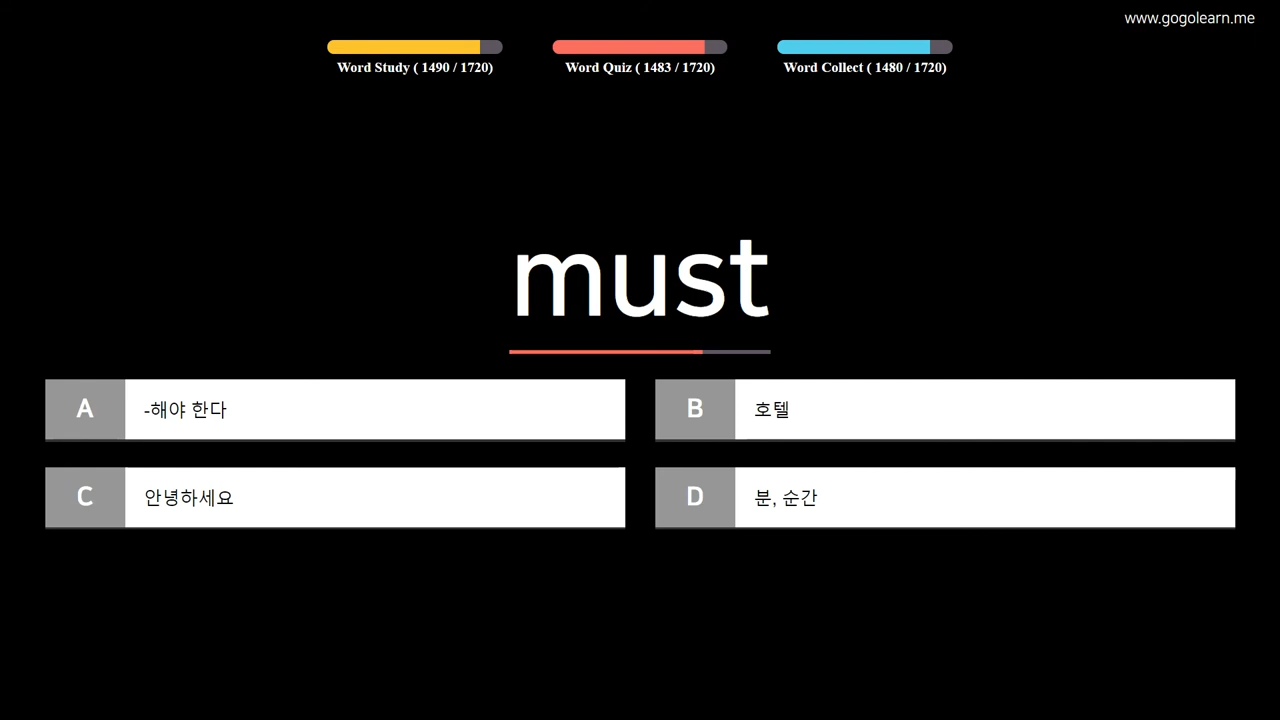 www.gogolearn.me
Word Study ( 1490 / 1720)
Word Quiz ( 1483 / 1720)
Word Collect ( 1480 / 1720)
must
A
-해야 한다
B
호텔
C
안녕하세요
D
분, 순간